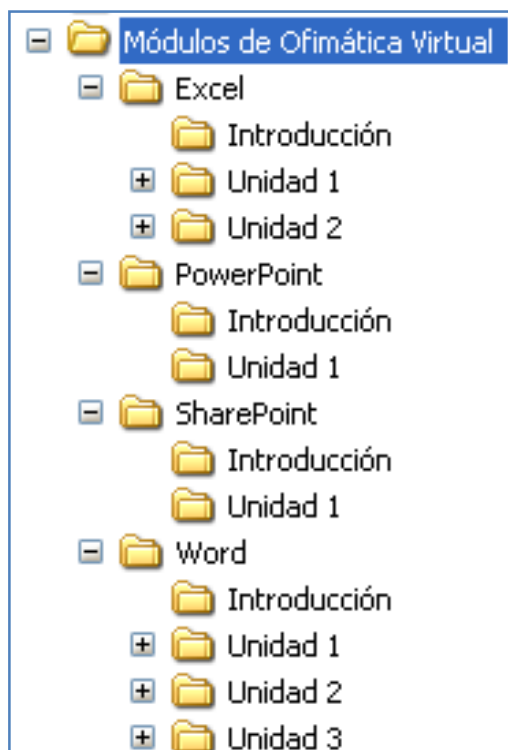 Módulos de Ofimática Virtual
Excel
Introducción
Unidad 1
Unidad 2
PowerPoint
Introducción
Unidad 1
SharePoint
Introducción
Unidad 1
Word
Introducción
Unidad 1
Unidad 2
Unidad 3